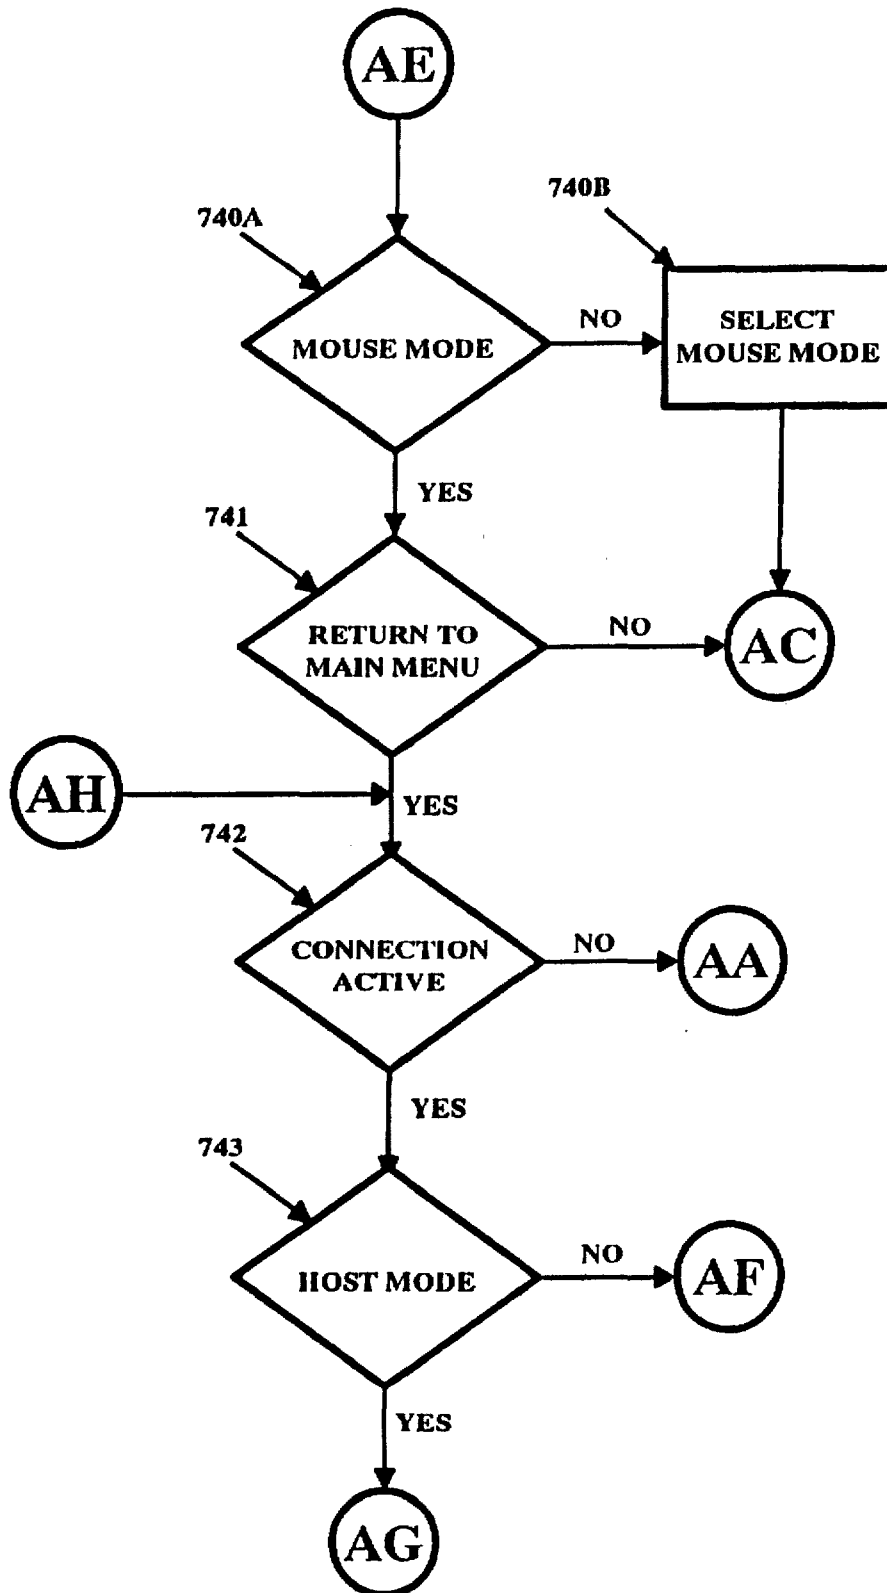 AE
740A
740B
MOUSE MODE
NO
SELECT
MOUSE MODE
YES
741
RETURN TO
MAIN MENU
NO
AC
AH
YES
742
CONNECTION
ACTIVE
NO
AA
YES
743
HOST MODE
NO
AF
YES
AG